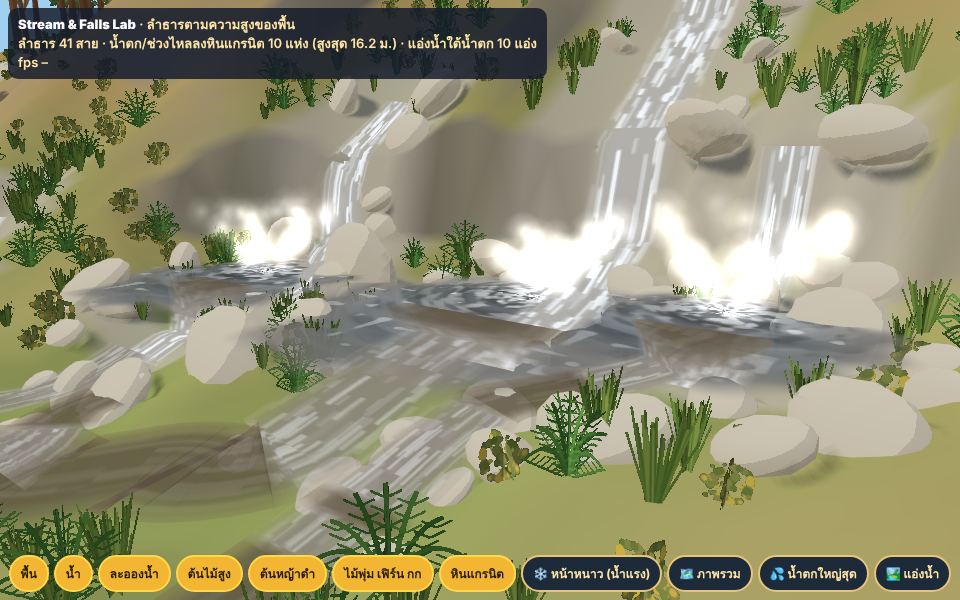 Stream & Falls Lab · ลำธารตามความสูงของพื้น
ลำธาร 41 สาย · น้ำตก/ช่วงไหลลงหินแกรนิต 10 แห่ง (สูงสุด 16.2 ม.) · แอ่งน้ำใต้น้ำตก 10 แอ่ง
fps –
พื้น น้ำ ละอองน้ำ ต้นไม้สูง ต้นหญ้าดำ ไม้พุ่ม เฟิร์น กก หินแกรนิต ❄️ หน้าหนาว (น้ำแรง) 🗺️ ภาพรวม 💦 น้ำตกใหญ่สุด 🏞️ แอ่งน้ำ